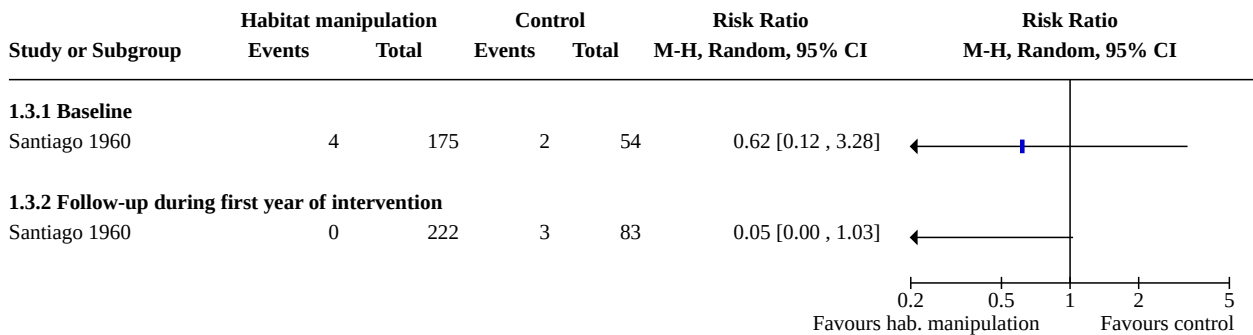 Habitat manipulation Control Risk Ratio Risk Ratio
Study or Subgroup Events Total Events Total M-H, Random, 95% CI M-H, Random, 95% CI
1.3.1 Baseline
Santiago 1960 4 175 2 54 0.62 [0.12 , 3.28]
1.3.2 Follow-up during first year of intervention
Santiago 1960 0 222 3 83 0.05 [0.00 , 1.03]
0.2 0.5 1 2 5
Favours hab. manipulation Favours control